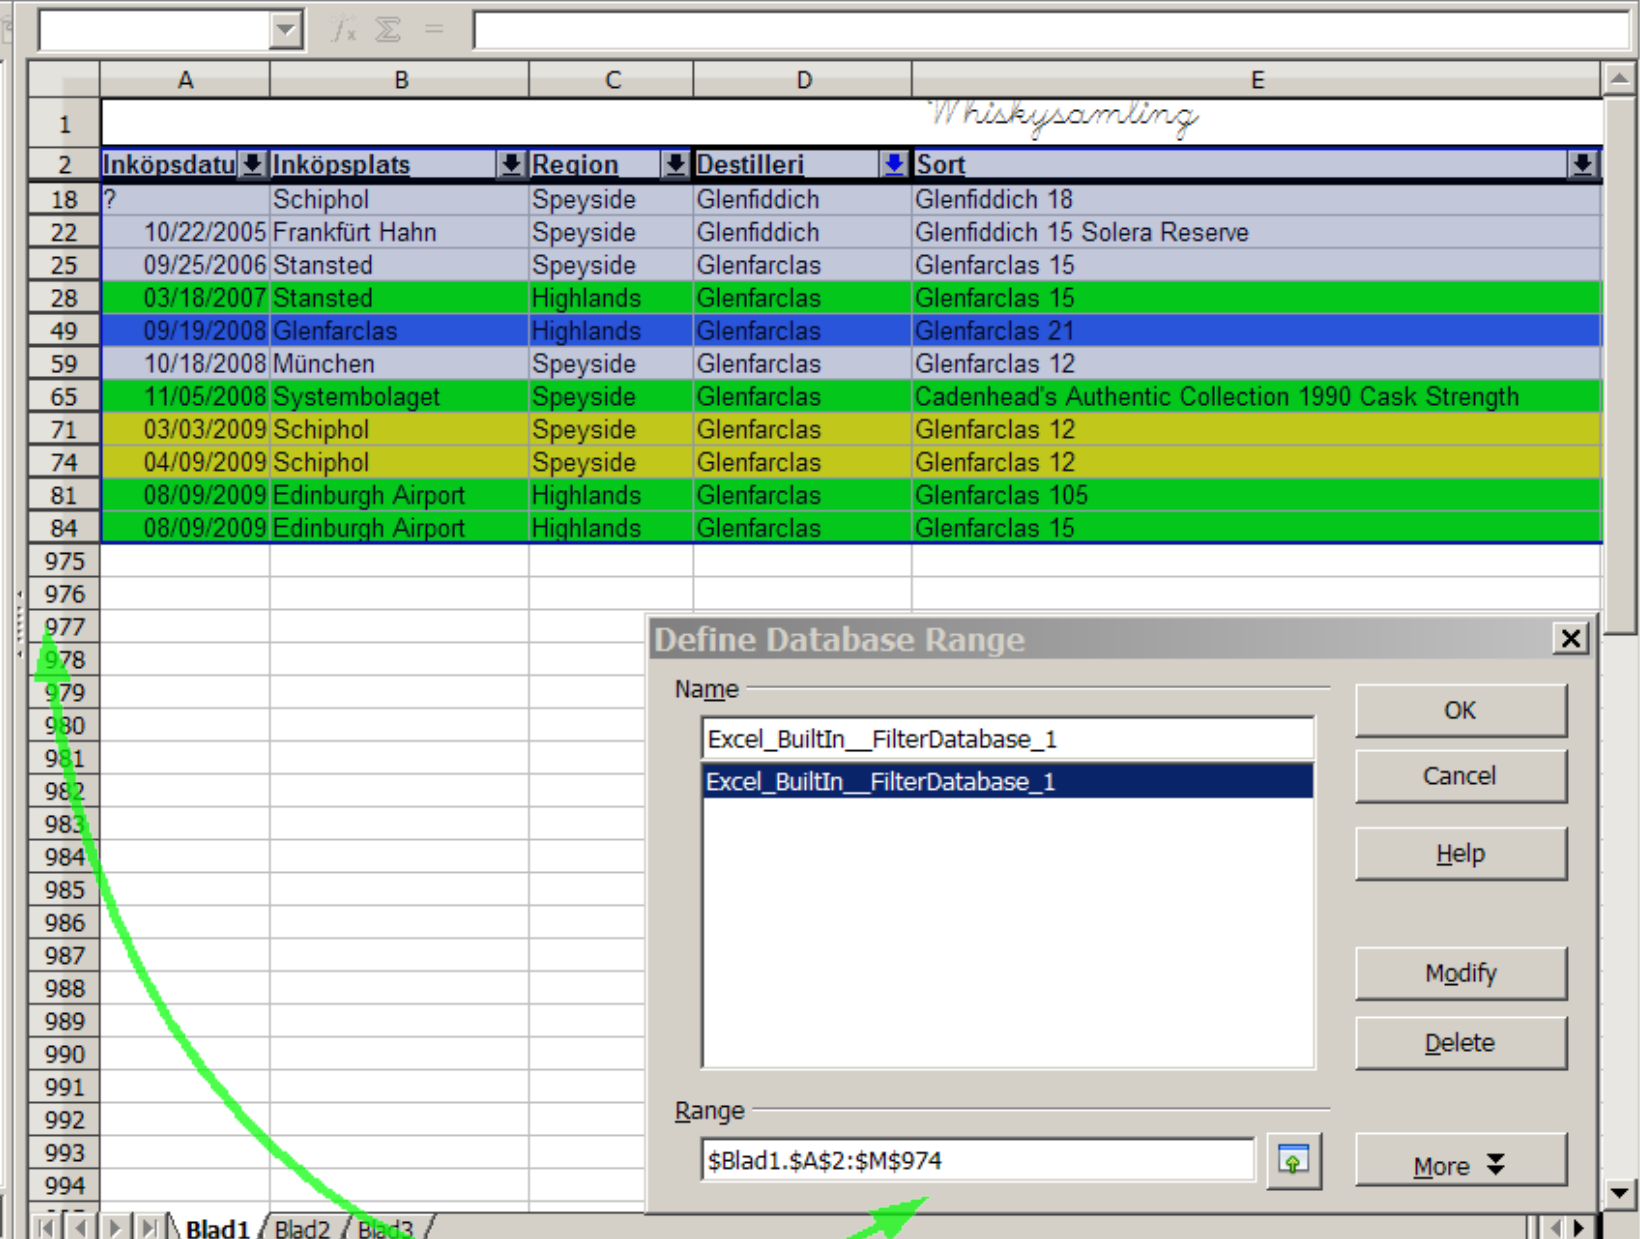 fx Σ =
A B C D E
1 Whiskysamling
2 Inköpsdatu Inköpsplats Region Destilleri Sort
18 ? Schiphol Speyside Glenfiddich Glenfiddich 18
22 10/22/2005 Frankfürt Hahn Speyside Glenfiddich Glenfiddich 15 Solera Reserve
25 09/25/2006 Stansted Speyside Glenfarclas Glenfarclas 15
28 03/18/2007 Stansted Highlands Glenfarclas Glenfarclas 15
49 09/19/2008 Glenfarclas Highlands Glenfarclas Glenfarclas 21
59 10/18/2008 München Speyside Glenfarclas Glenfarclas 12
65 11/05/2008 Systembolaget Speyside Glenfarclas Cadenhead's Authentic Collection 1990 Cask Strength
71 03/03/2009 Schiphol Speyside Glenfarclas Glenfarclas 12
74 04/09/2009 Schiphol Speyside Glenfarclas Glenfarclas 12
81 08/09/2009 Edinburgh Airport Highlands Glenfarclas Glenfarclas 105
84 08/09/2009 Edinburgh Airport Highlands Glenfarclas Glenfarclas 15
975
976
977
978
979
980
981
982
983
984
985
986
987
988
989
990
991
992
993
994
Define Database Range
Name
Excel_BuiltIn__FilterDatabase_1
Excel_BuiltIn__FilterDatabase_1
OK
Cancel
Help
Modify
Delete
Range
$Blad1.$A$2:$M$974
More
Blad1 Blad2 Blad3